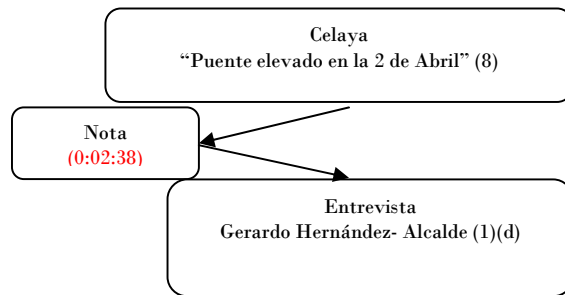 Celaya
“Puente elevado en la 2 de Abril” (8)
Nota
(0:02:38)
Entrevista
Gerardo Hernández- Alcalde (1)(d)